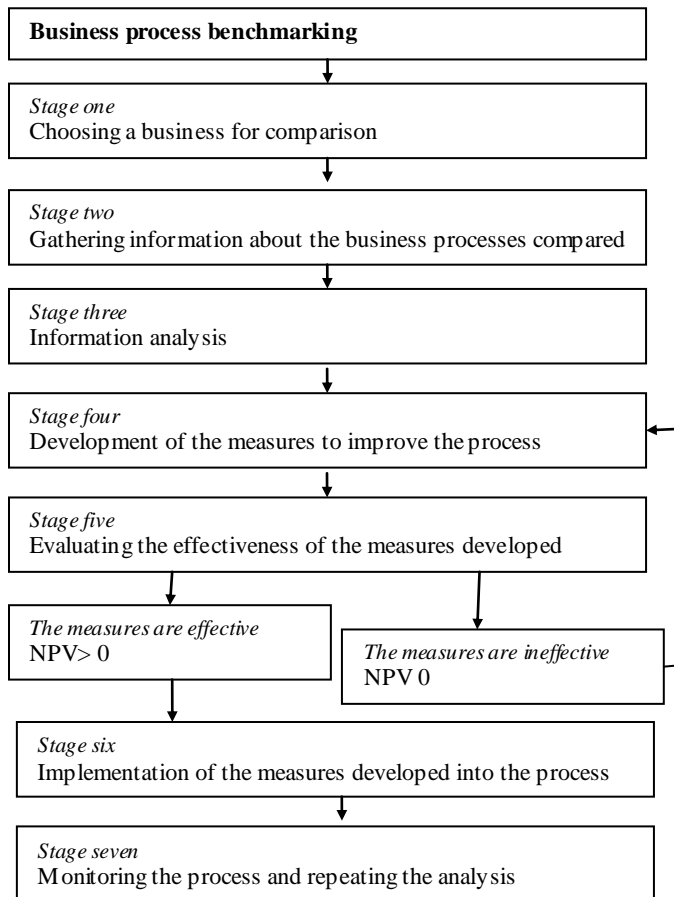 Business process benchmarking
Stage one
Choosing a business for comparison
Stage two
Gathering information about the business processes compared
Stage three
Information analysis
Stage four
Development of the measures to improve the process
Stage five
Evaluating the effectiveness of the measures developed
The measures are effective
NPV> 0
The measures are ineffective
NPV 0
Stage six
Implementation of the measures developed into the process
Stage seven
Monitoring the process and repeating the analysis